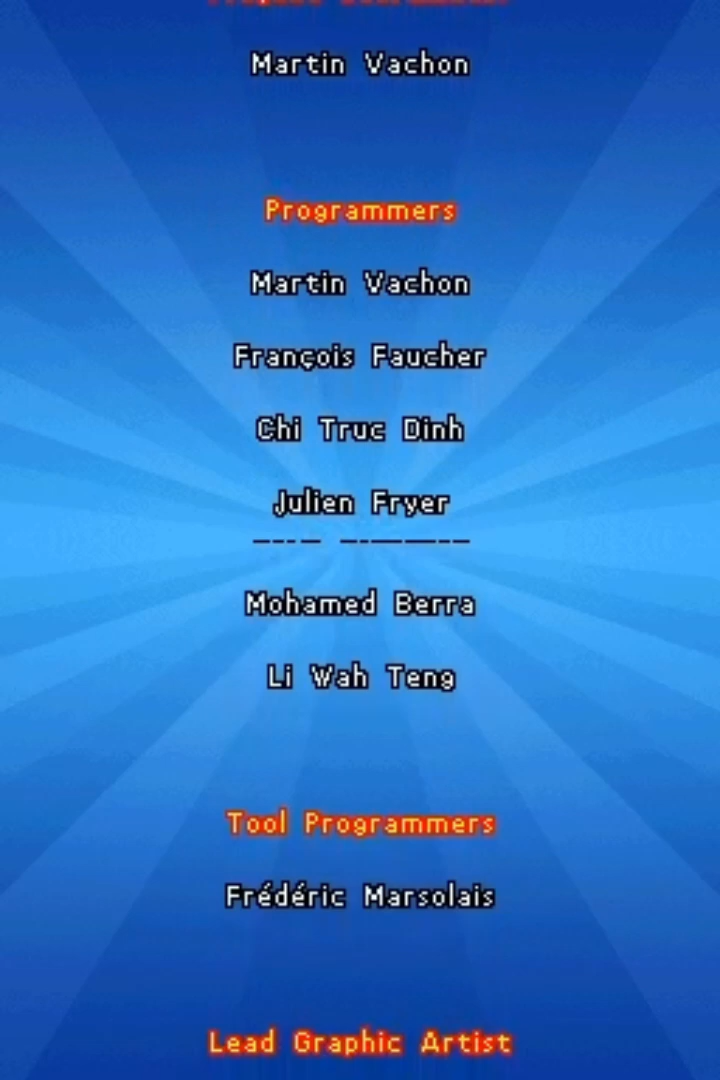 Martin Vachon
Programmers
Martin Vachon
François Faucher
Chi Truc Dinh
Julien Fryer
Mohamed Berra
Li Wah Teng
Tool Programmers
Frédéric Marsolais
Lead Graphic Artist